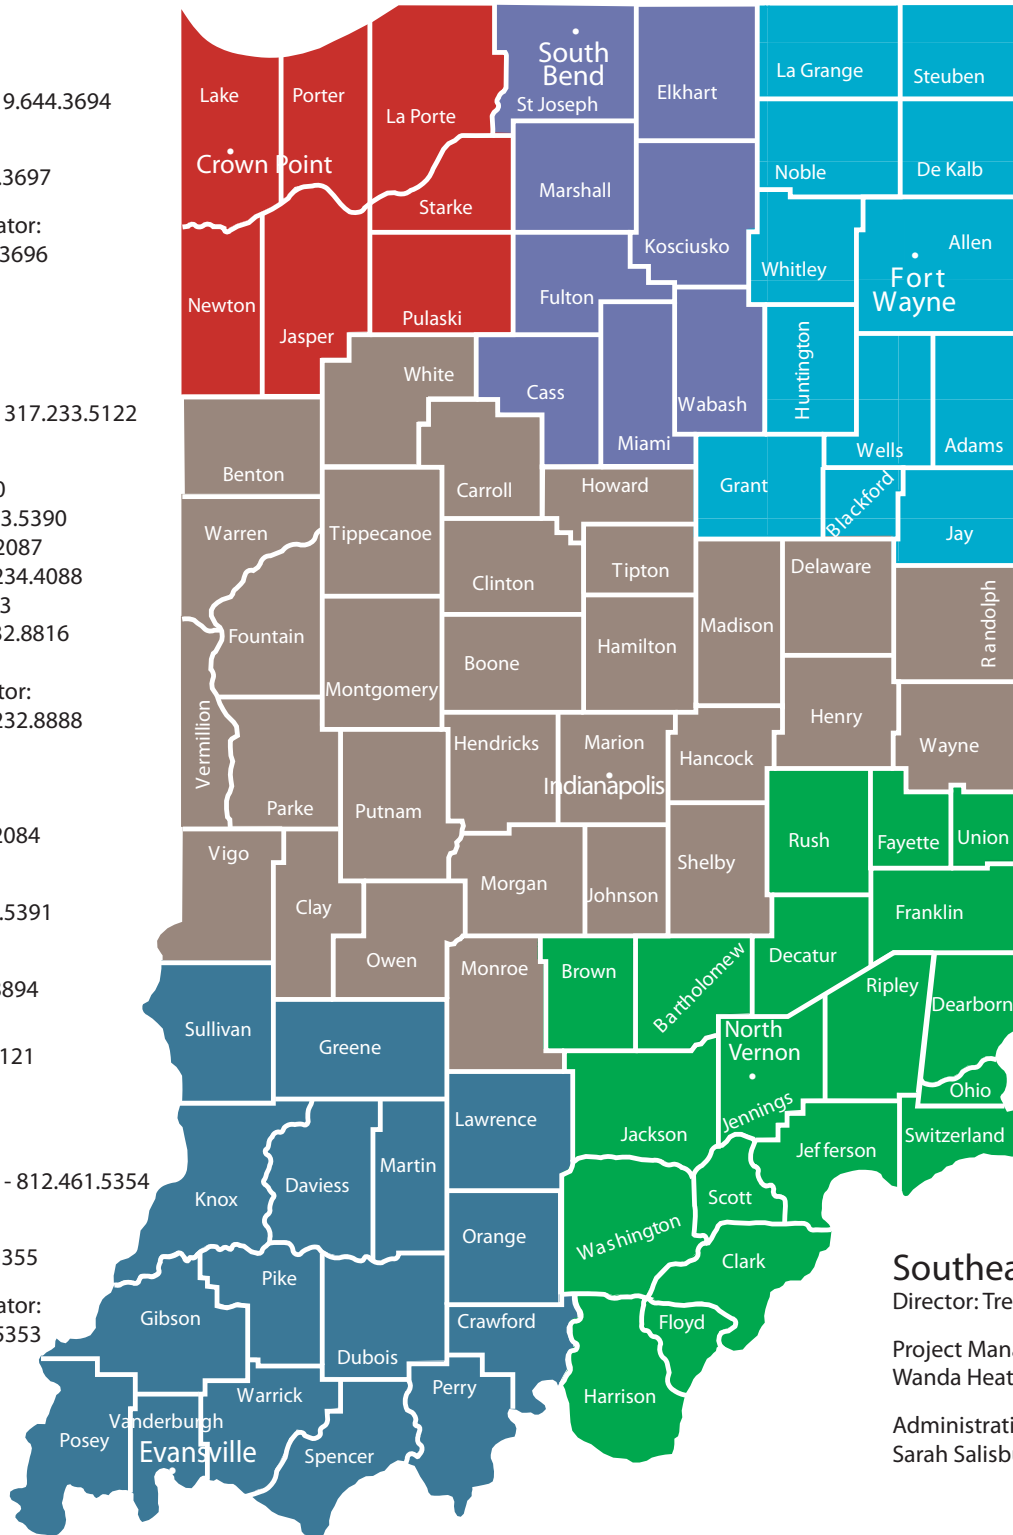 9.644.3694
.3697
ator:
3696
317.233.5122
0
3.5390
2087
234.4088
3
32.8816
tor:
232.8888
2084
.5391
8894
121
- 812.461.5354
355
ator:
5353
South
Bend
St Joseph
Elkhart
La Grange
Steuben
Lake
Porter
La Porte
Crown Point
Starke
Marshall
Noble
De Kalb
Kosciusko
Whitley
Allen
Fort
Wayne
Newton
Jasper
Pulaski
Fulton
White
Cass
Miami
Wabash
Huntington
Wells
Adams
Benton
Carroll
Howard
Grant
Blackford
Jay
Warren
Tippecanoe
Clinton
Tipton
Delaware
Randolph
Fountain
Boone
Hamilton
Madison
Montgomery
Henry
Vermillion
Hendricks
Marion
Hancock
Wayne
Indianapolis
Parke
Putnam
Vigo
Rush
Fayette
Union
Shelby
Morgan
Johnson
Clay
Franklin
Owen
Monroe
Brown
Bartholomew
Decatur
Ripley
Dearborn
Sullivan
Greene
North
Vernon
Ohio
Lawrence
Jennings
Jackson
Jefferson
Switzerland
Martin
Daviess
Knox
Scott
Orange
Washington
Clark
Pike
Gibson
Crawford
Floyd
Dubois
Perry
Harrison
Warrick
Vanderburgh
Posey
Evansville
Spencer
Southea
Director: Tre
Project Mana
Wanda Heat
Administrati
Sarah Salisb